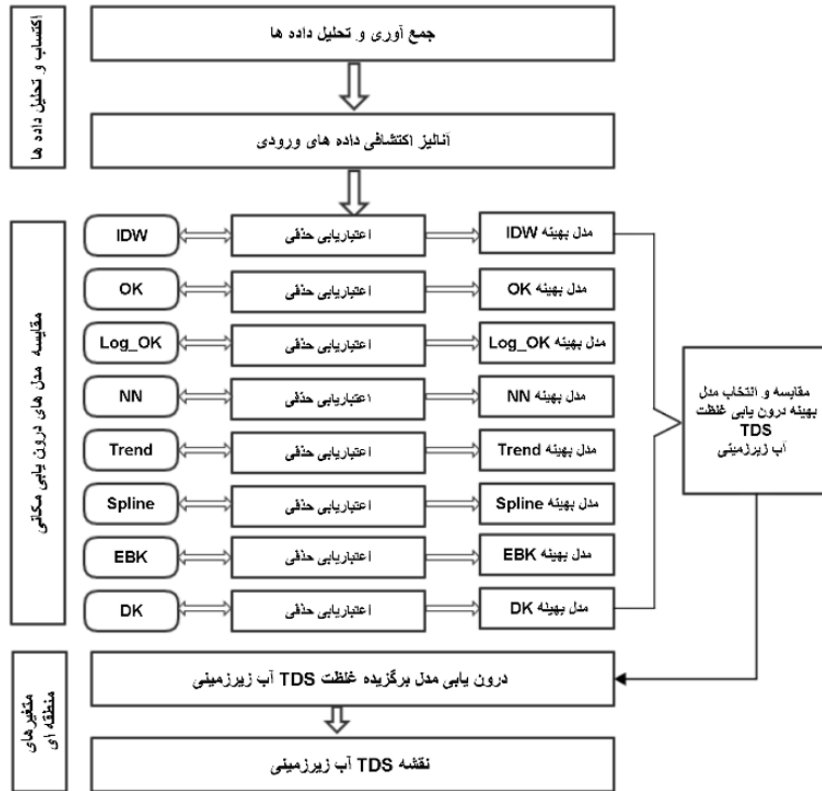 اکتساب و تحلیل داده ها
جمع آوری و تحلیل داده ها
آنالیز اکتشافی داده های ورودی
مقایسه مدل های درون یابی مکانی
IDW
اعتباریابی حذفی
مدل بهینه IDW
OK
اعتباریابی حذفی
مدل بهینه OK
Log_OK
اعتباریابی حذفی
مدل بهینه Log_OK
NN
اعتباریابی حذفی
مدل بهینه NN
Trend
اعتباریابی حذفی
مدل بهینه Trend
Spline
اعتباریابی حذفی
مدل بهینه Spline
EBK
اعتباریابی حذفی
مدل بهینه EBK
DK
اعتباریابی حذفی
مدل بهینه DK
مقایسه و انتخاب مدل
بهینه درون یابی غلظت
TDS
آب زیرزمینی
متغیرهای
منطقه ای
درون یابی مدل برگزیده غلظت TDS آب زیرزمینی
نقشه TDS آب زیرزمینی